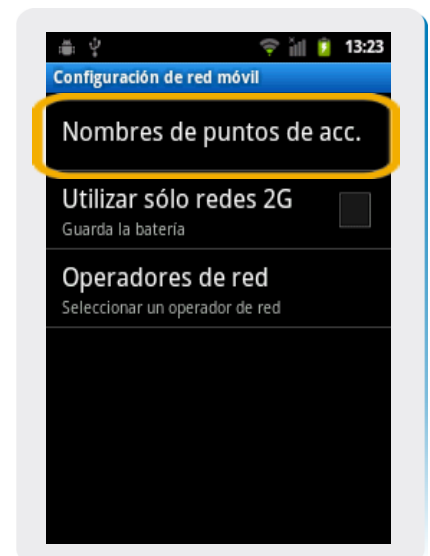 13:23
Configuración de red móvil
Nombres de puntos de acc.
Utilizar sólo redes 2G
Guarda la batería
Operadores de red
Seleccionar un operador de red